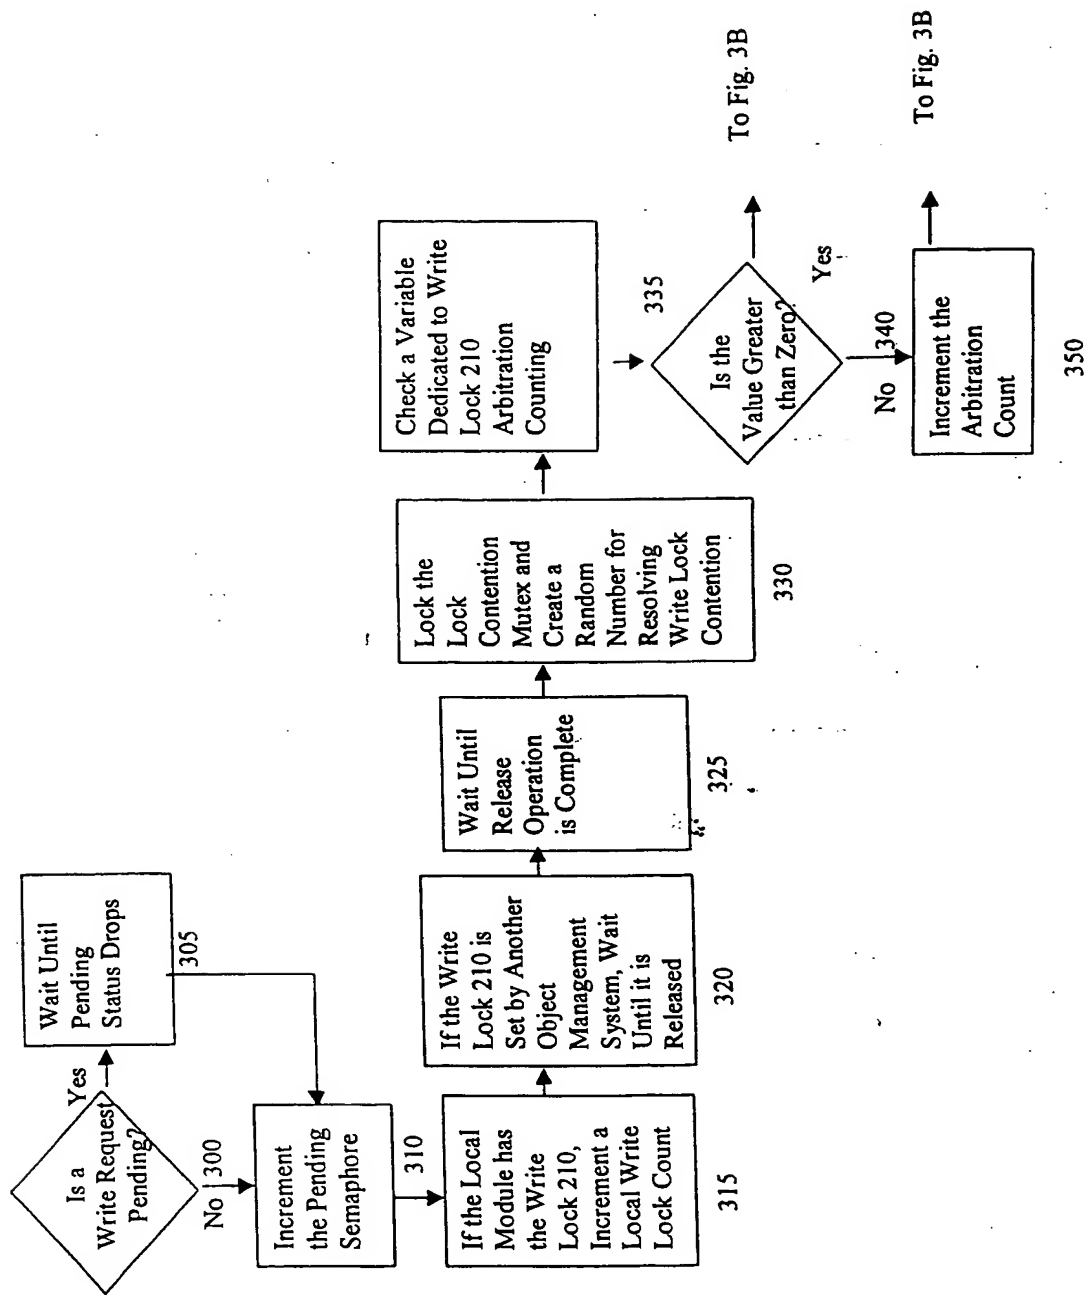 Is a
Write Request
Pending?
Yes
No
300
Wait Until
Pending
Status Drops
305
Increment
the Pending
Semaphore
310
If the Local
Module has
the Write
Lock 210,
Increment a
Local Write
Lock Count
315
If the Write
Lock 210 is
Set by Another
Object
Management
System, Wait
Until it is
Released
320
Wait Until
Release
Operation
is Complete
325
Lock the
Lock
Contention
Mutex and
Create a
Random
Number for
Resolving
Write Lock
Contention
330
Check a Variable
Dedicated to Write
Lock 210
Arbitration
Counting
335
Is the
Value Greater
than Zero?
Yes
To Fig. 3B
No
340
Increment the
Arbitration
Count
350
To Fig. 3B